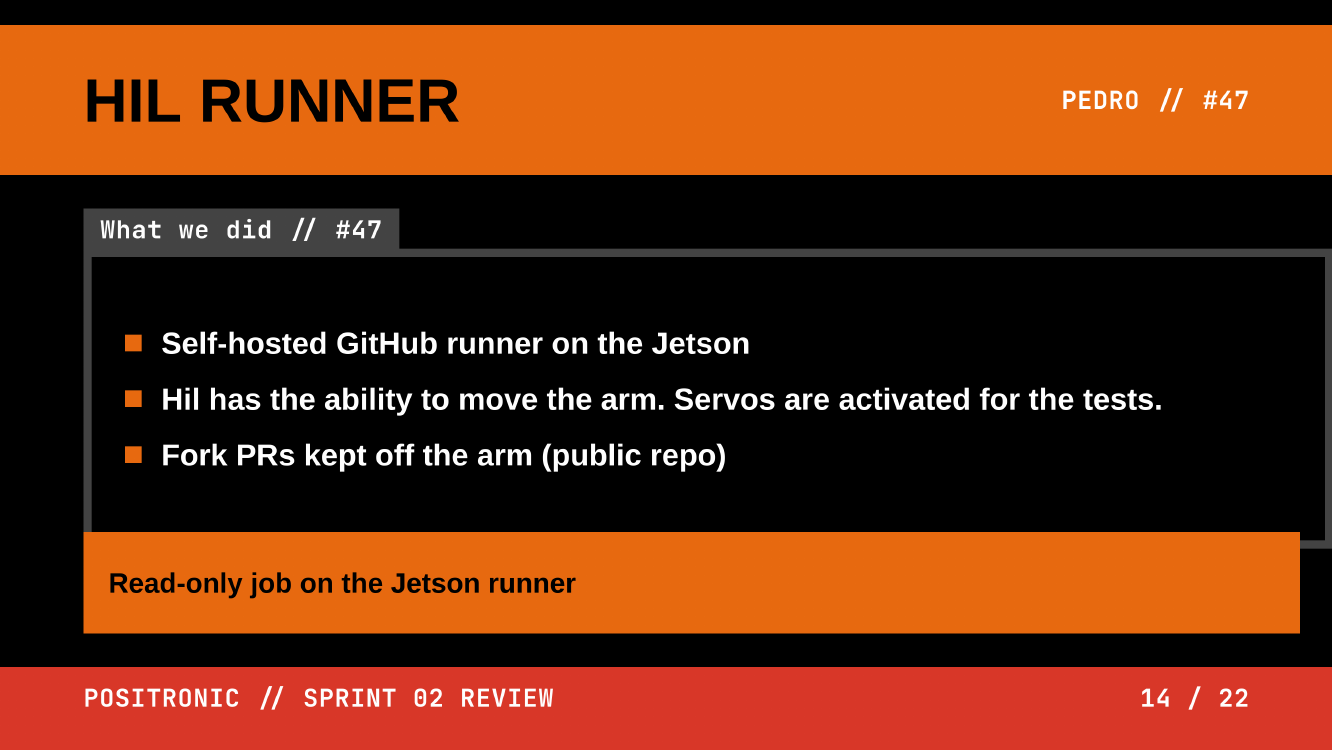 HIL RUNNER
PEDRO // #47
What we did // #47
Self-hosted GitHub runner on the Jetson
Hil has the ability to move the arm. Servos are activated for the tests.
Fork PRs kept off the arm (public repo)
Read-only job on the Jetson runner
POSITRONIC // SPRINT 02 REVIEW
14 / 22